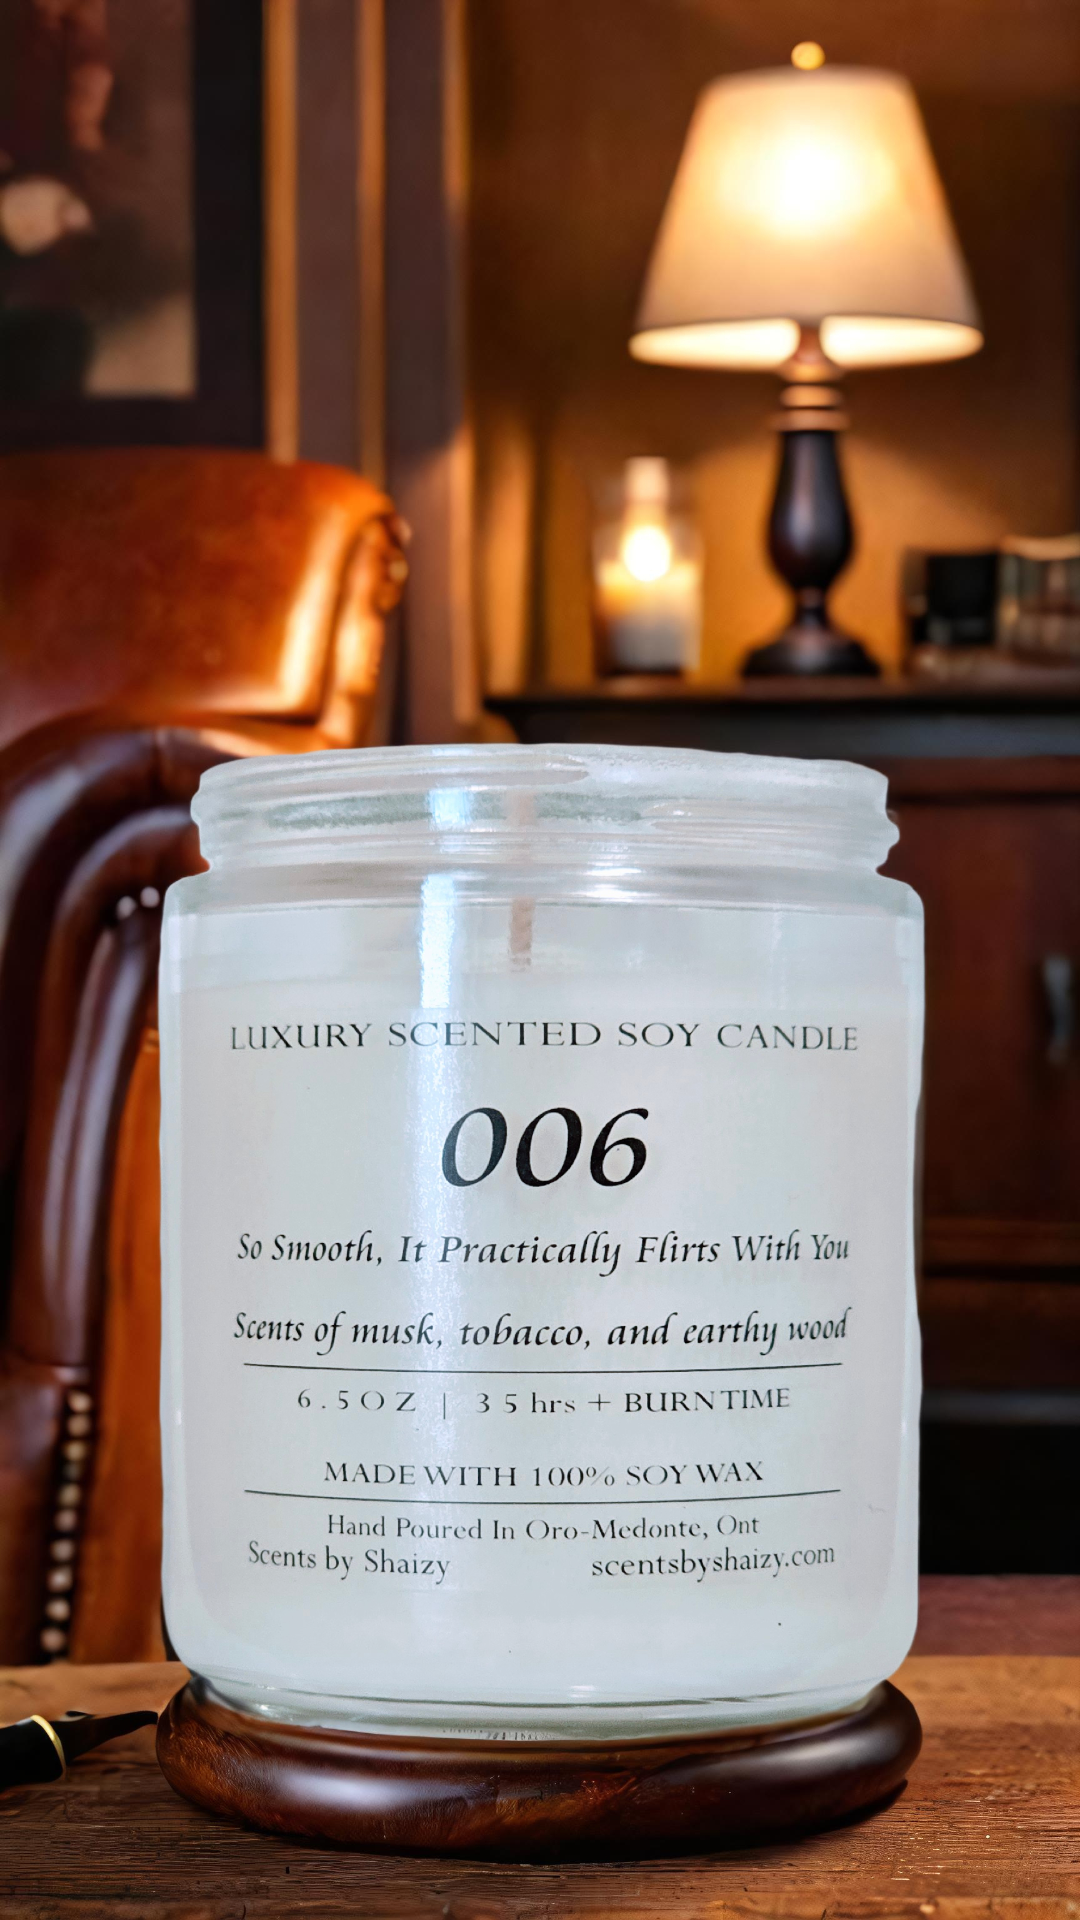 LUXURY SCENTED SOY CANDLE
006
So Smooth, It Practically Flirts With You
Scents of musk, tobacco, and earthy wood
6.5OZ | 35 hrs + BURN TIME
MADE WITH 100% SOY WAX
Hand Poured In Oro-Medonte, Ont
Scents by Shaizy scentsbyshaizy.com